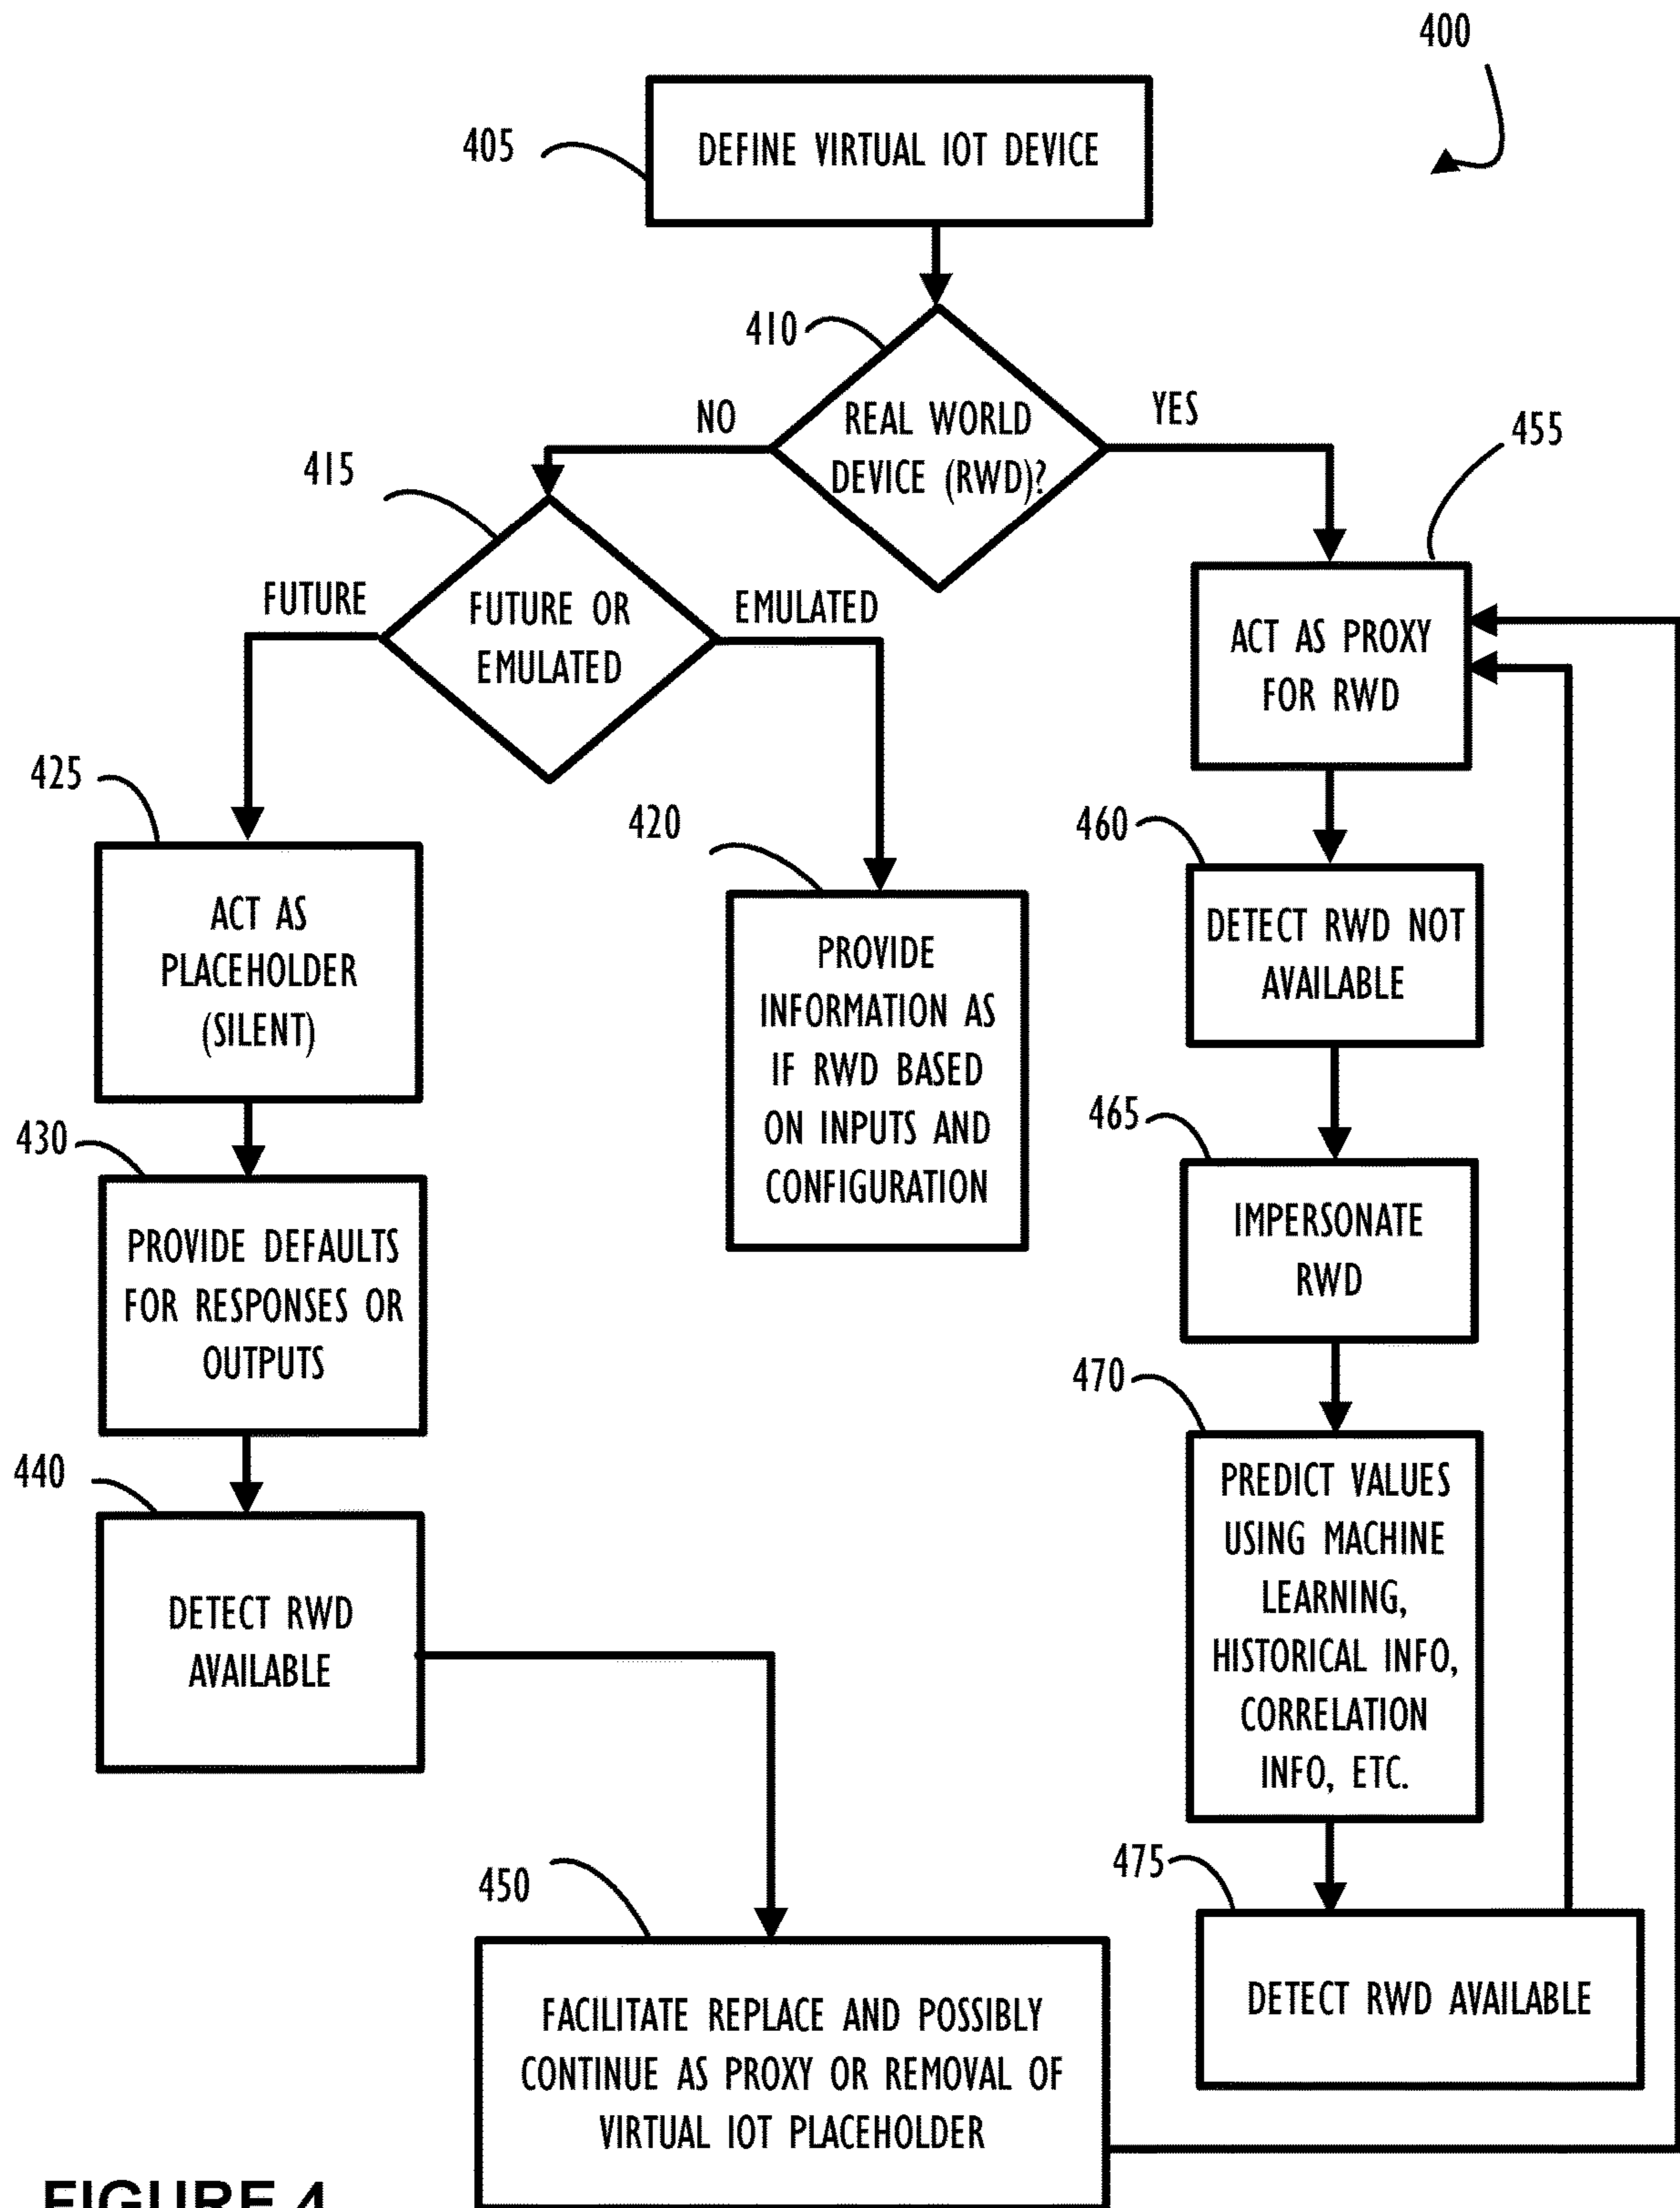 400
405
DEFINE VIRTUAL IOT DEVICE
410
REAL WORLD
DEVICE (RWD)?
NO
YES
415
FUTURE OR
EMULATED
FUTURE
EMULATED
455
ACT AS PROXY
FOR RWD
425
ACT AS
PLACEHOLDER
(SILENT)
420
PROVIDE
INFORMATION AS
IF RWD BASED
ON INPUTS AND
CONFIGURATION
460
DETECT RWD NOT
AVAILABLE
430
PROVIDE DEFAULTS
FOR RESPONSES OR
OUTPUTS
465
IMPERSONATE
RWD
440
DETECT RWD
AVAILABLE
470
PREDICT VALUES
USING MACHINE
LEARNING,
HISTORICAL INFO,
CORRELATION
INFO, ETC.
450
FACILITATE REPLACE AND POSSIBLY
CONTINUE AS PROXY OR REMOVAL OF
VIRTUAL IOT PLACEHOLDER
475
DETECT RWD AVAILABLE
FIGURE 4